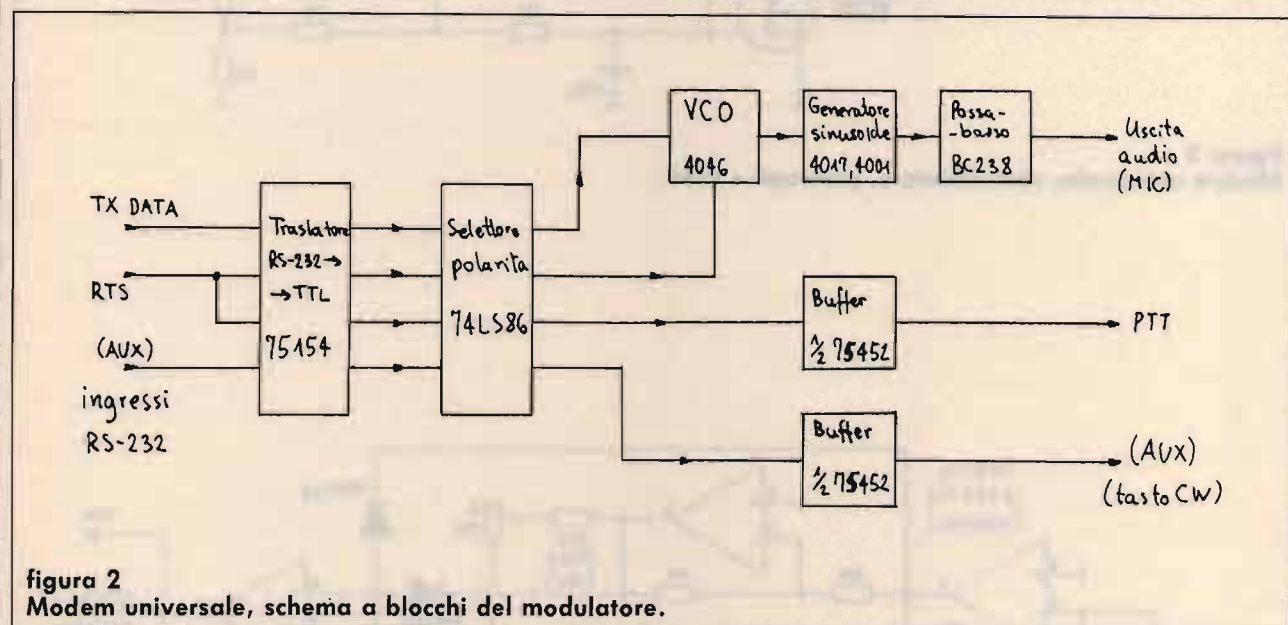 TX DATA
RTS
(AUX)
ingressi
RS-232
Traslatore
RS-232→
→TTL
75154
Selettore
polarita
74LS86
VCO
4046
Generatore
sinusoide
4017, 4001
Passa-
-basso
BC238
Uscita
audio
(MIC)
Buffer
½ 75452
PTT
Buffer
½ 75452
(AUX)
(tasto CW)
figura 2
Modem universale, schema a blocchi del modulatore.